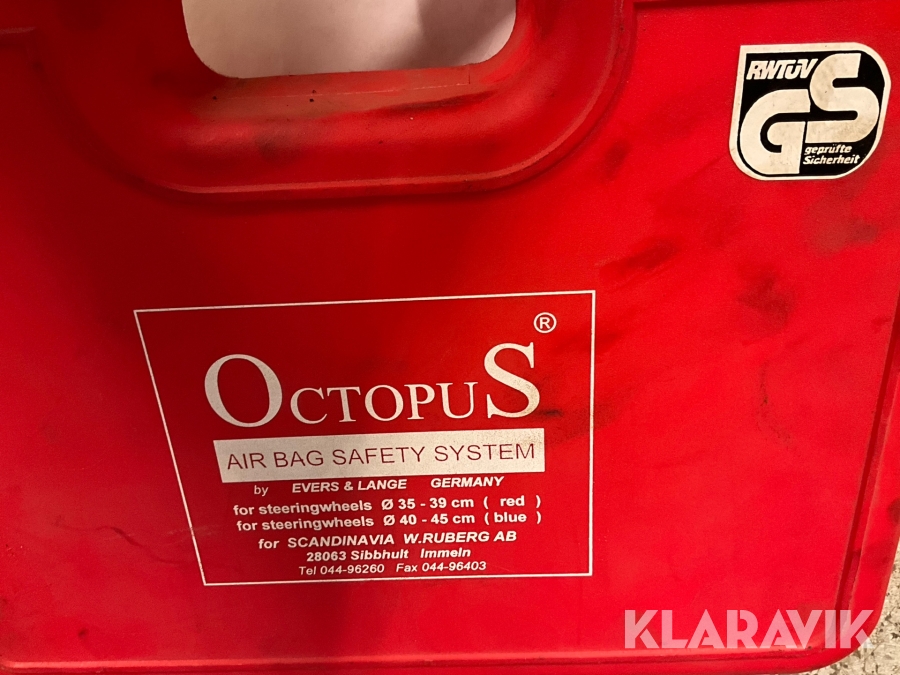 RWTÜV
GS
geprüfte
Sicherheit
OCTOPUS ®
AIR BAG SAFETY SYSTEM
by EVERS & LANGE GERMANY
for steeringwheels Ø 35 - 39 cm ( red )
for steeringwheels Ø 40 - 45 cm ( blue )
for SCANDINAVIA W.RUBERG AB
28063 Sibbhult Immeln
Tel 044-96260 Fax 044-96403
KLARAVIK